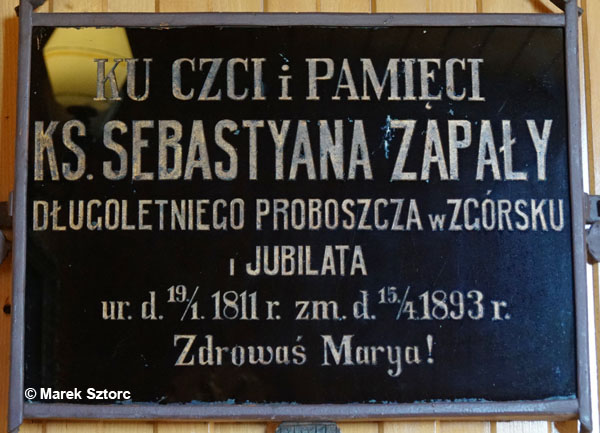 KU CZCI i PAMIĘCI
KS. SEBASTYANA ZAPAŁY
DŁUGOLETNIEGO PROBOSZCZA w ZGÓRSKU
i JUBILATA
ur. d. 19/1. 1811 r. zm. d. 15./4. 1893 r.
Zdrowaś Marya!
© Marek Sztorc